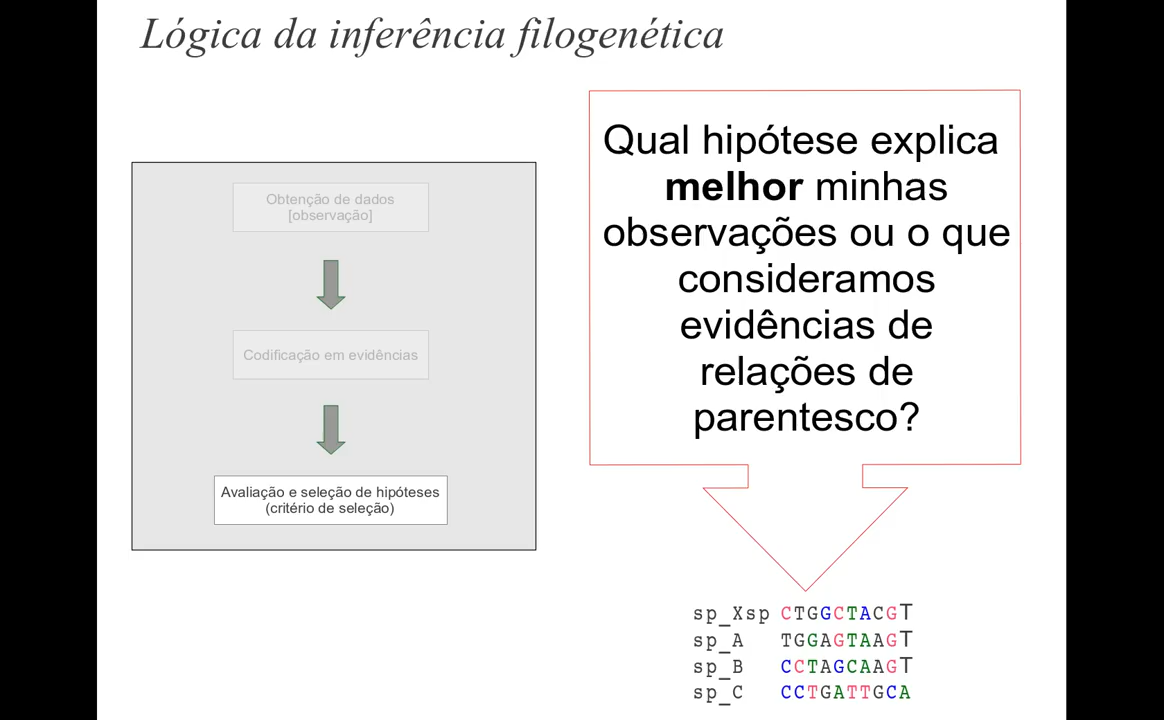 Lógica da inferência filogenética
Obtenção de dados
[observação]
Codificação em evidências
Avaliação e seleção de hipóteses
(critério de seleção)
Qual hipótese explica
melhor minhas
observações ou o que
consideramos
evidências de
relações de
parentesco?
sp_Xsp CTGGCTACGT
sp_A TGGAGTAAGT
sp_B CCTAGCAAGT
sp_C CCTGATTGCA